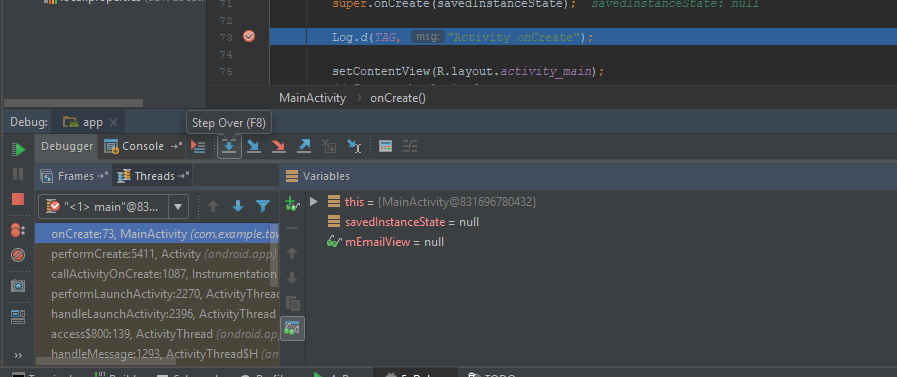 71 super.onCreate(savedInstanceState); savedInstanceState: null
72
73 Log.d(TAG, msg: "Activity onCreate");
74
75 setContentView(R.layout.activity_main);
MainActivity › onCreate()
Debug: app ×
Step Over (F8)
Debugger Console
Frames Threads Variables
"<1> main"@83...
this = {MainActivity@831696780432}
savedInstanceState = null
mEmailView = null
onCreate:73, MainActivity (com.example.tow
performCreate:5411, Activity (android.app)
callActivityOnCreate:1087, Instrumentation
performLaunchActivity:2270, ActivityThread
handleLaunchActivity:2396, ActivityThread
access$800:139, ActivityThread (android.app
handleMessage:1293, ActivityThread$H (an
»